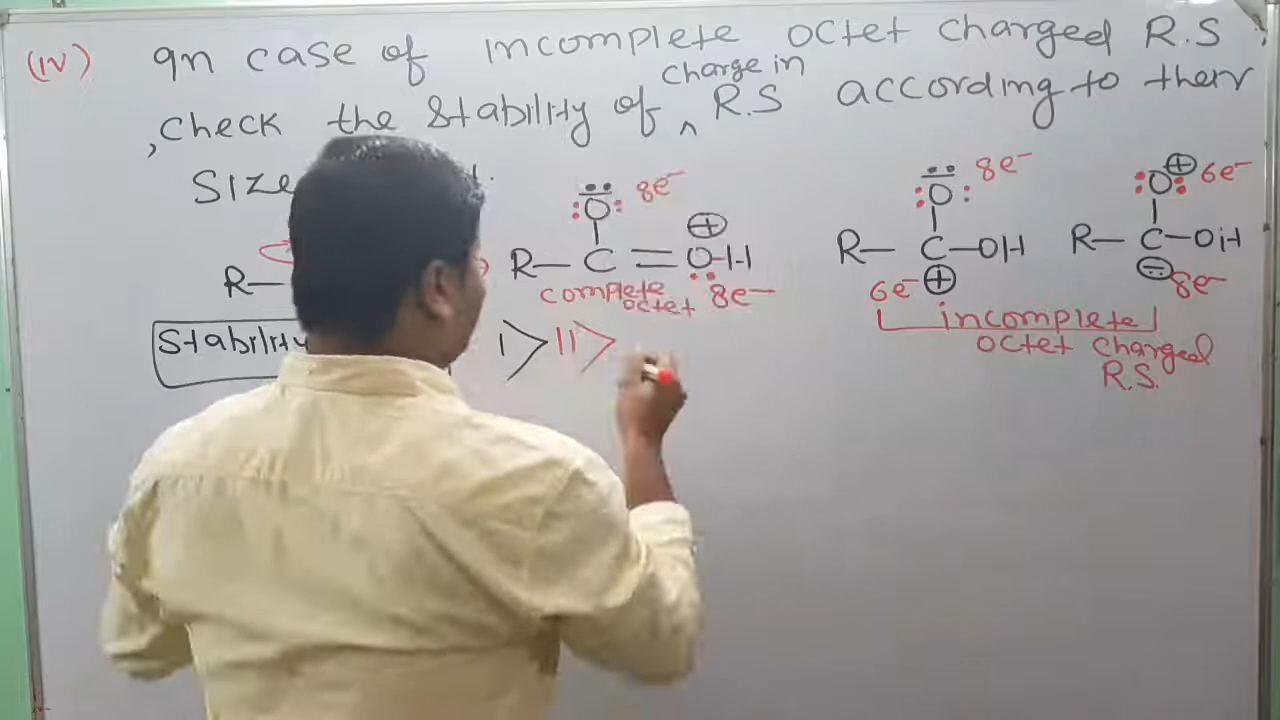 (IV) In case of incomplete octet charged R.S
charge in
, check the stability of ^ R.S according to their
Size
:Ö: 8e⁻
R— C = OH-H ⊕
complete octet 8e⁻
:Ö: 8e⁻
R— C —OH
6e⁻ ⊕
:O: ⊕ 6e⁻
R— C —OH
⊖ 8e⁻
R—
incomplete
octet charged
R.S.
Stability I > II >